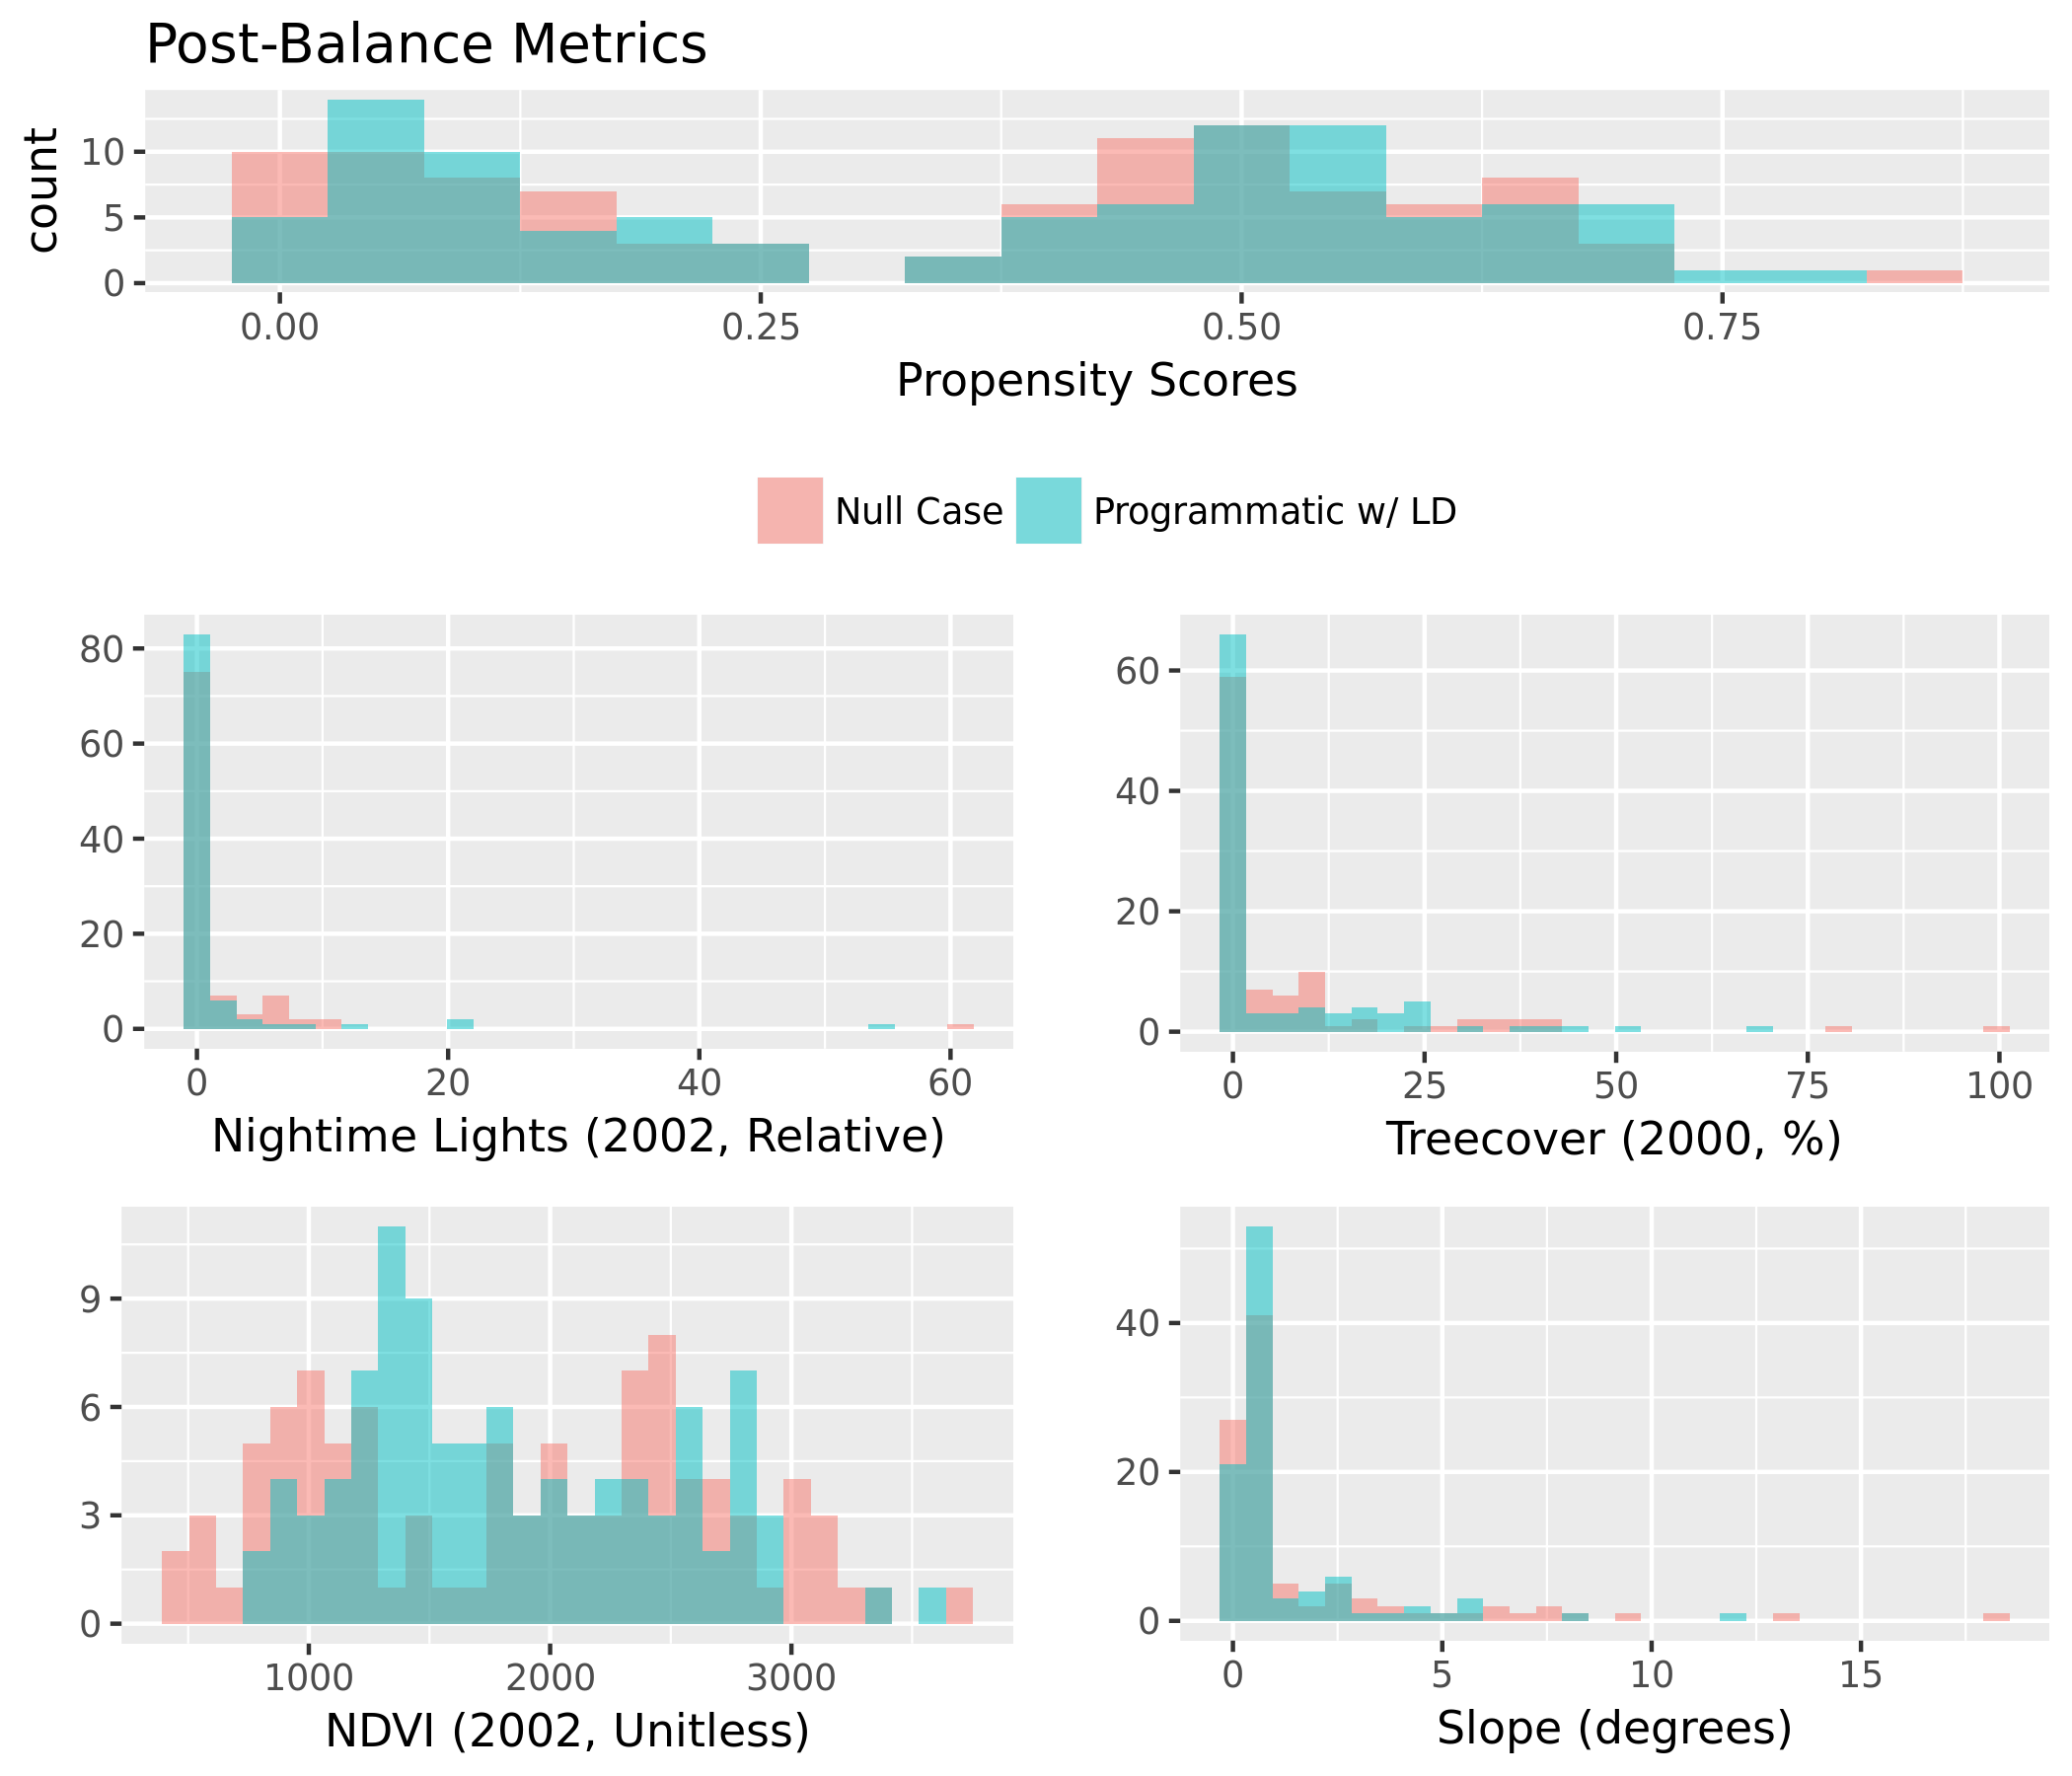 Post-Balance Metrics
count
10
5
0
0.00 0.25 0.50 0.75
Propensity Scores
Null Case Programmatic w/ LD
80
60
40
20
0
0 20 40 60
Nightime Lights (2002, Relative)
60
40
20
0
0 25 50 75 100
Treecover (2000, %)
9
6
3
0
1000 2000 3000
NDVI (2002, Unitless)
40
20
0
0 5 10 15
Slope (degrees)